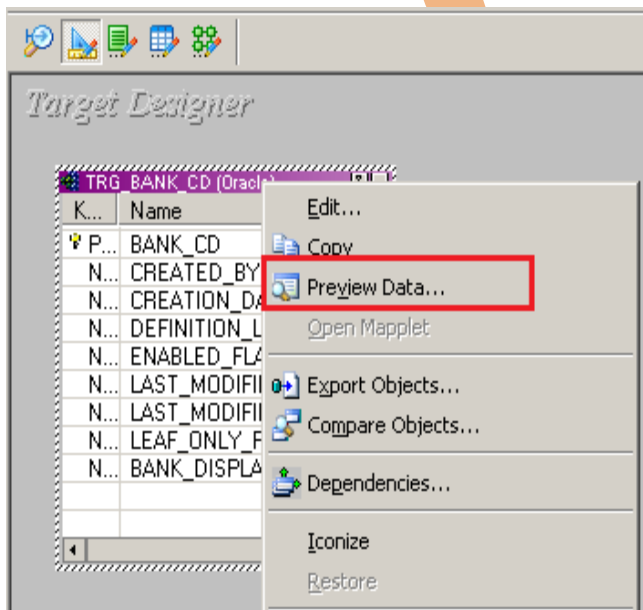 Target Designer
TRG_BANK_CD (Oracle)
K... Name
P... BANK_CD
N... CREATED_BY
N... CREATION_DA
N... DEFINITION_L
N... ENABLED_FLA
N... LAST_MODIFI
N... LAST_MODIFI
N... LEAF_ONLY_F
N... BANK_DISPLA
Edit...
Copy
Preview Data...
Open Mapplet
Export Objects...
Compare Objects...
Dependencies...
Iconize
Restore